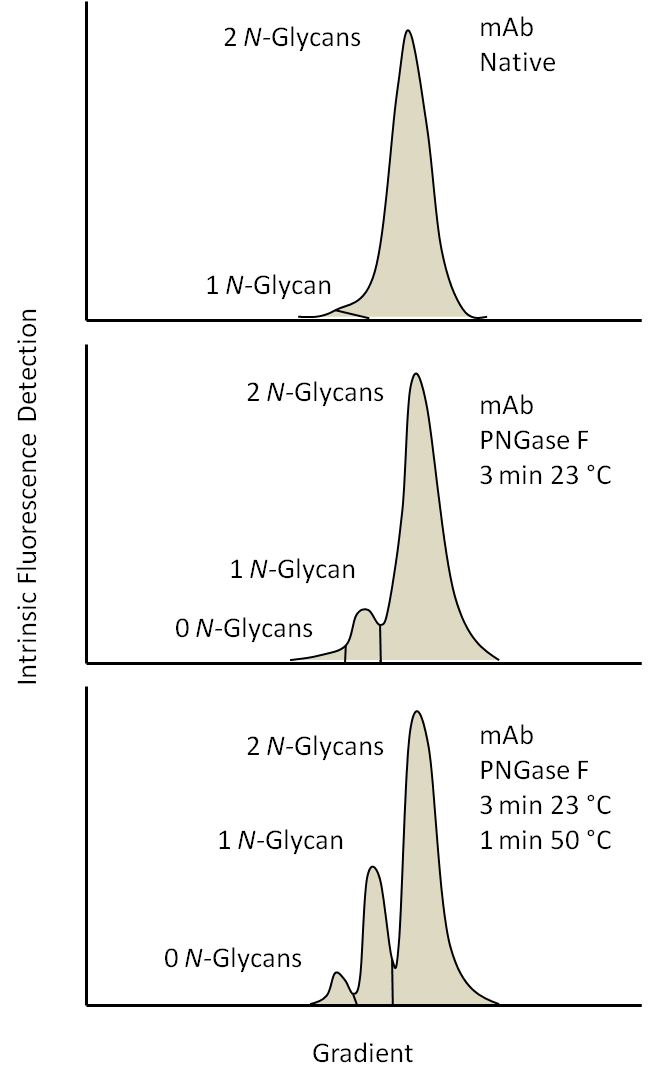 2 N-Glycans
mAb
Native
1 N-Glycan
2 N-Glycans
mAb
PNGase F
3 min 23 °C
1 N-Glycan
0 N-Glycans
2 N-Glycans
mAb
PNGase F
3 min 23 °C
1 min 50 °C
1 N-Glycan
0 N-Glycans
Intrinsic Fluorescence Detection
Gradient